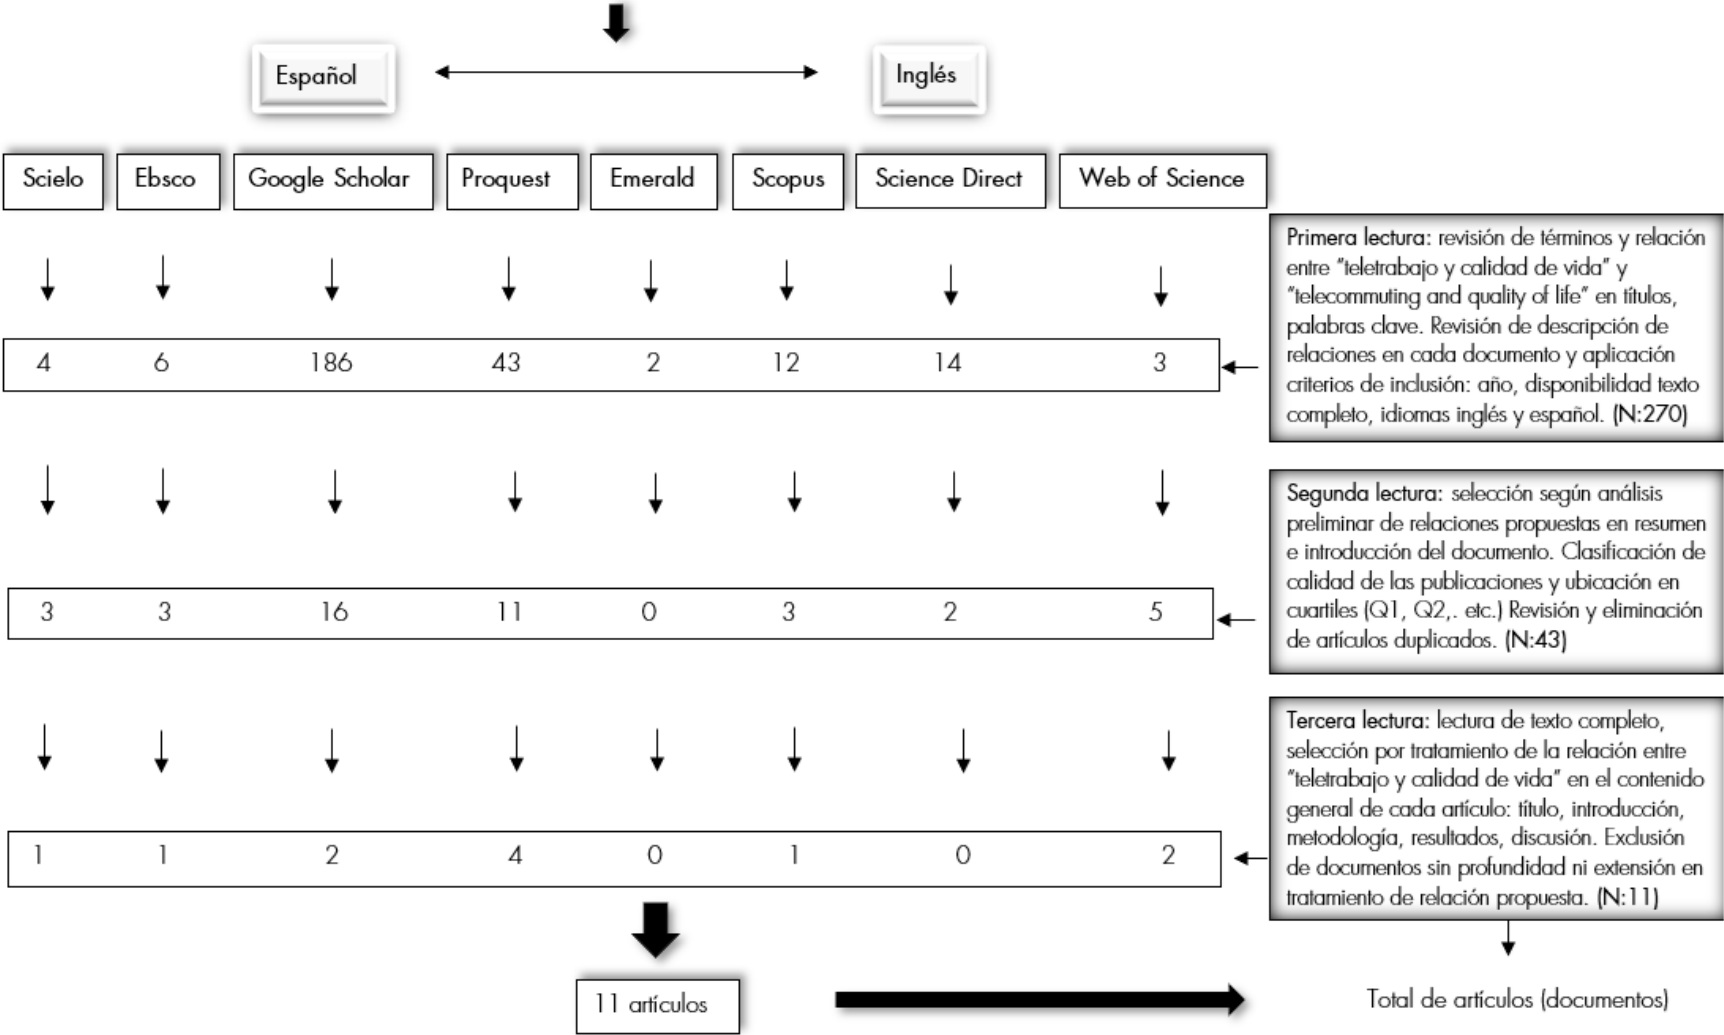 Español
Inglés
Scielo
Ebsco
Google Scholar
Proquest
Emerald
Scopus
Science Direct
Web of Science
Primera lectura: revisión de términos y relación
entre "teletrabajo y calidad de vida" y
"telecommuting and quality of life" en títulos,
palabras clave. Revisión de descripción de
relaciones en cada documento y aplicación
criterios de inclusión: año, disponibilidad texto
completo, idiomas inglés y español. (N:270)
4 6 186 43 2 12 14 3
Segunda lectura: selección según análisis
preliminar de relaciones propuestas en resumen
e introducción del documento. Clasificación de
calidad de las publicaciones y ubicación en
cuartiles (Q1, Q2,. etc.) Revisión y eliminación
de artículos duplicados. (N:43)
3 3 16 11 0 3 2 5
Tercera lectura: lectura de texto completo,
selección por tratamiento de la relación entre
"teletrabajo y calidad de vida" en el contenido
general de cada artículo: título, introducción,
metodología, resultados, discusión. Exclusión
de documentos sin profundidad ni extensión en
tratamiento de relación propuesta. (N:11)
1 1 2 4 0 1 0 2
11 artículos
Total de artículos (documentos)